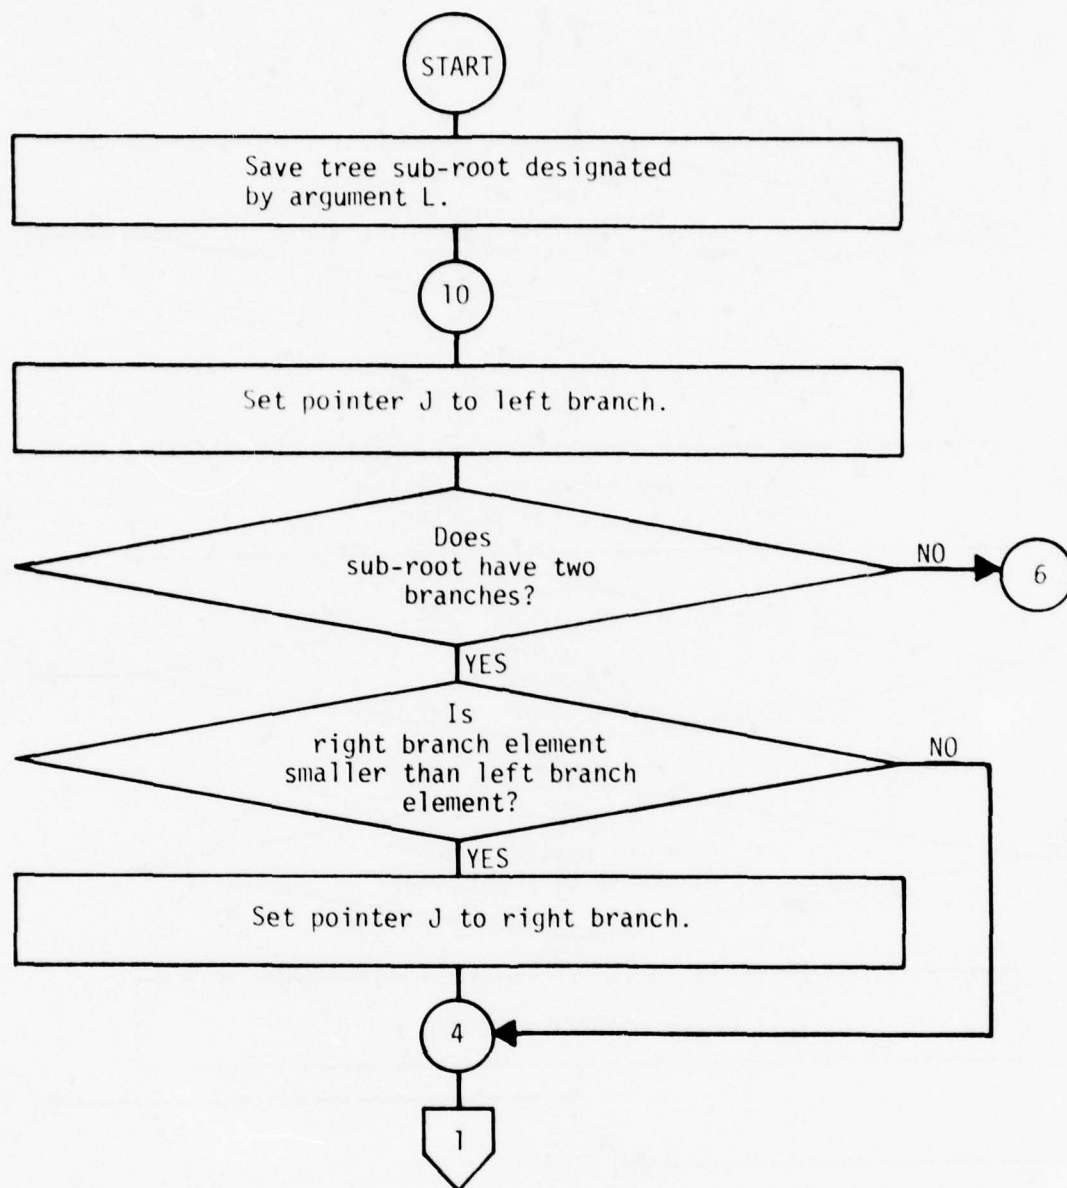 START
Save tree sub-root designated
by argument L.
10
Set pointer J to left branch.
Does
sub-root have two
branches?
NO
6
YES
Is
right branch element
smaller than left branch
element?
NO
YES
Set pointer J to right branch.
4
1